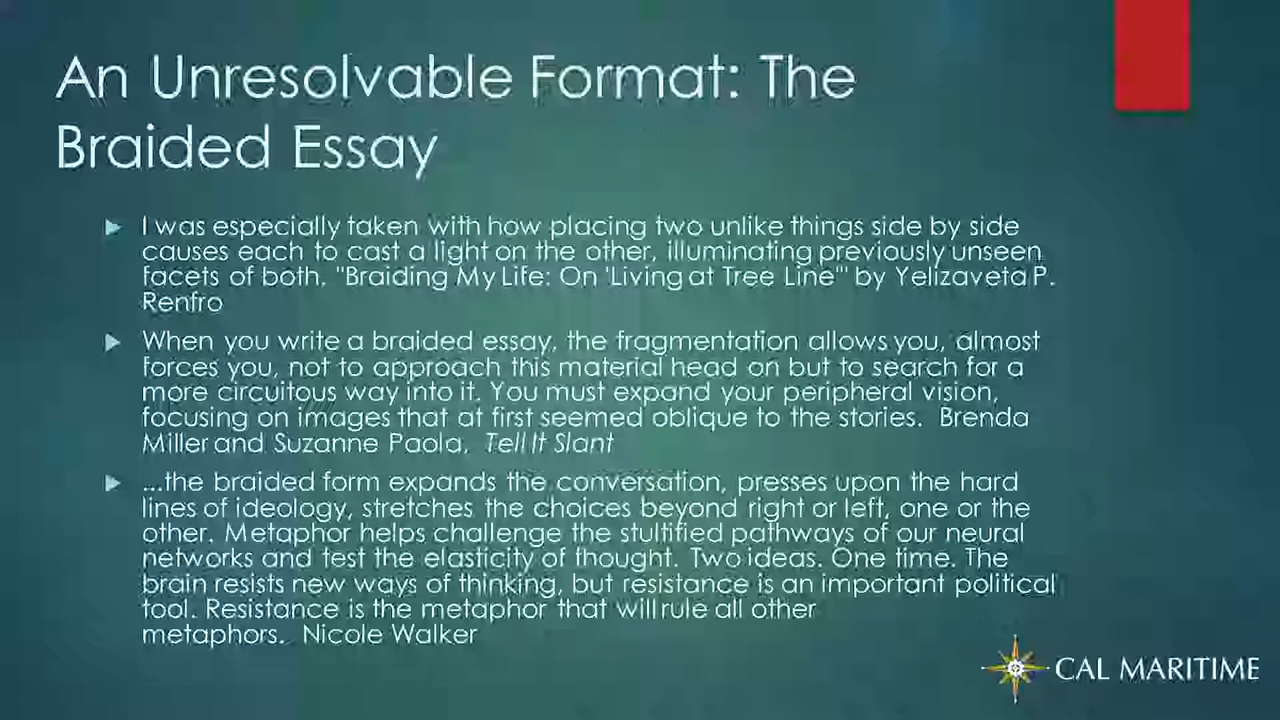 An Unresolvable Format: The
Braided Essay
I was especially taken with how placing two unlike things side by side
causes each to cast a light on the other, illuminating previously unseen
facets of both. "Braiding My Life: On 'Living at Tree Line'" by Yelizaveta P.
Renfro
When you write a braided essay, the fragmentation allows you, almost
forces you, not to approach this material head on but to search for a
more circuitous way into it. You must expand your peripheral vision,
focusing on images that at first seemed oblique to the stories. Brenda
Miller and Suzanne Paola, Tell It Slant
...the braided form expands the conversation, presses upon the hard
lines of ideology, stretches the choices beyond right or left, one or the
other. Metaphor helps challenge the stultified pathways of our neural
networks and test the elasticity of thought. Two ideas. One time. The
brain resists new ways of thinking, but resistance is an important political
tool. Resistance is the metaphor that will rule all other
metaphors. Nicole Walker
CAL MARITIME